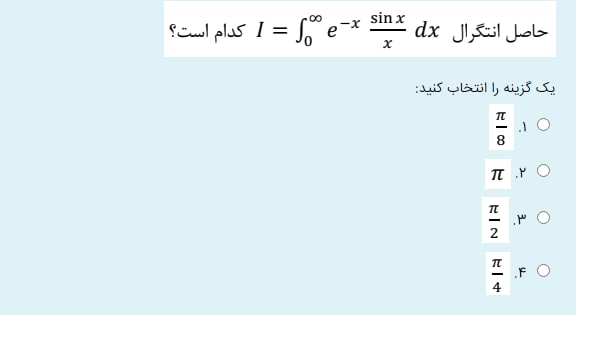 حاصل انتگرال $I = \int_0^\infty e^{-x} \frac{\sin x}{x} dx$ کدام است؟
یک گزینه را انتخاب کنید:
۱. $\frac{\pi}{8}$
۲. $\pi$
۳. $\frac{\pi}{2}$
۴. $\frac{\pi}{4}$